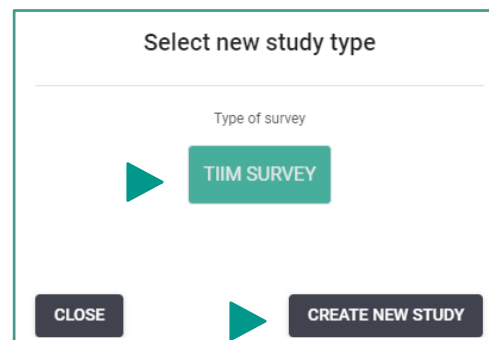 Select new study type
Type of survey
TIIM SURVEY
CLOSE
CREATE NEW STUDY